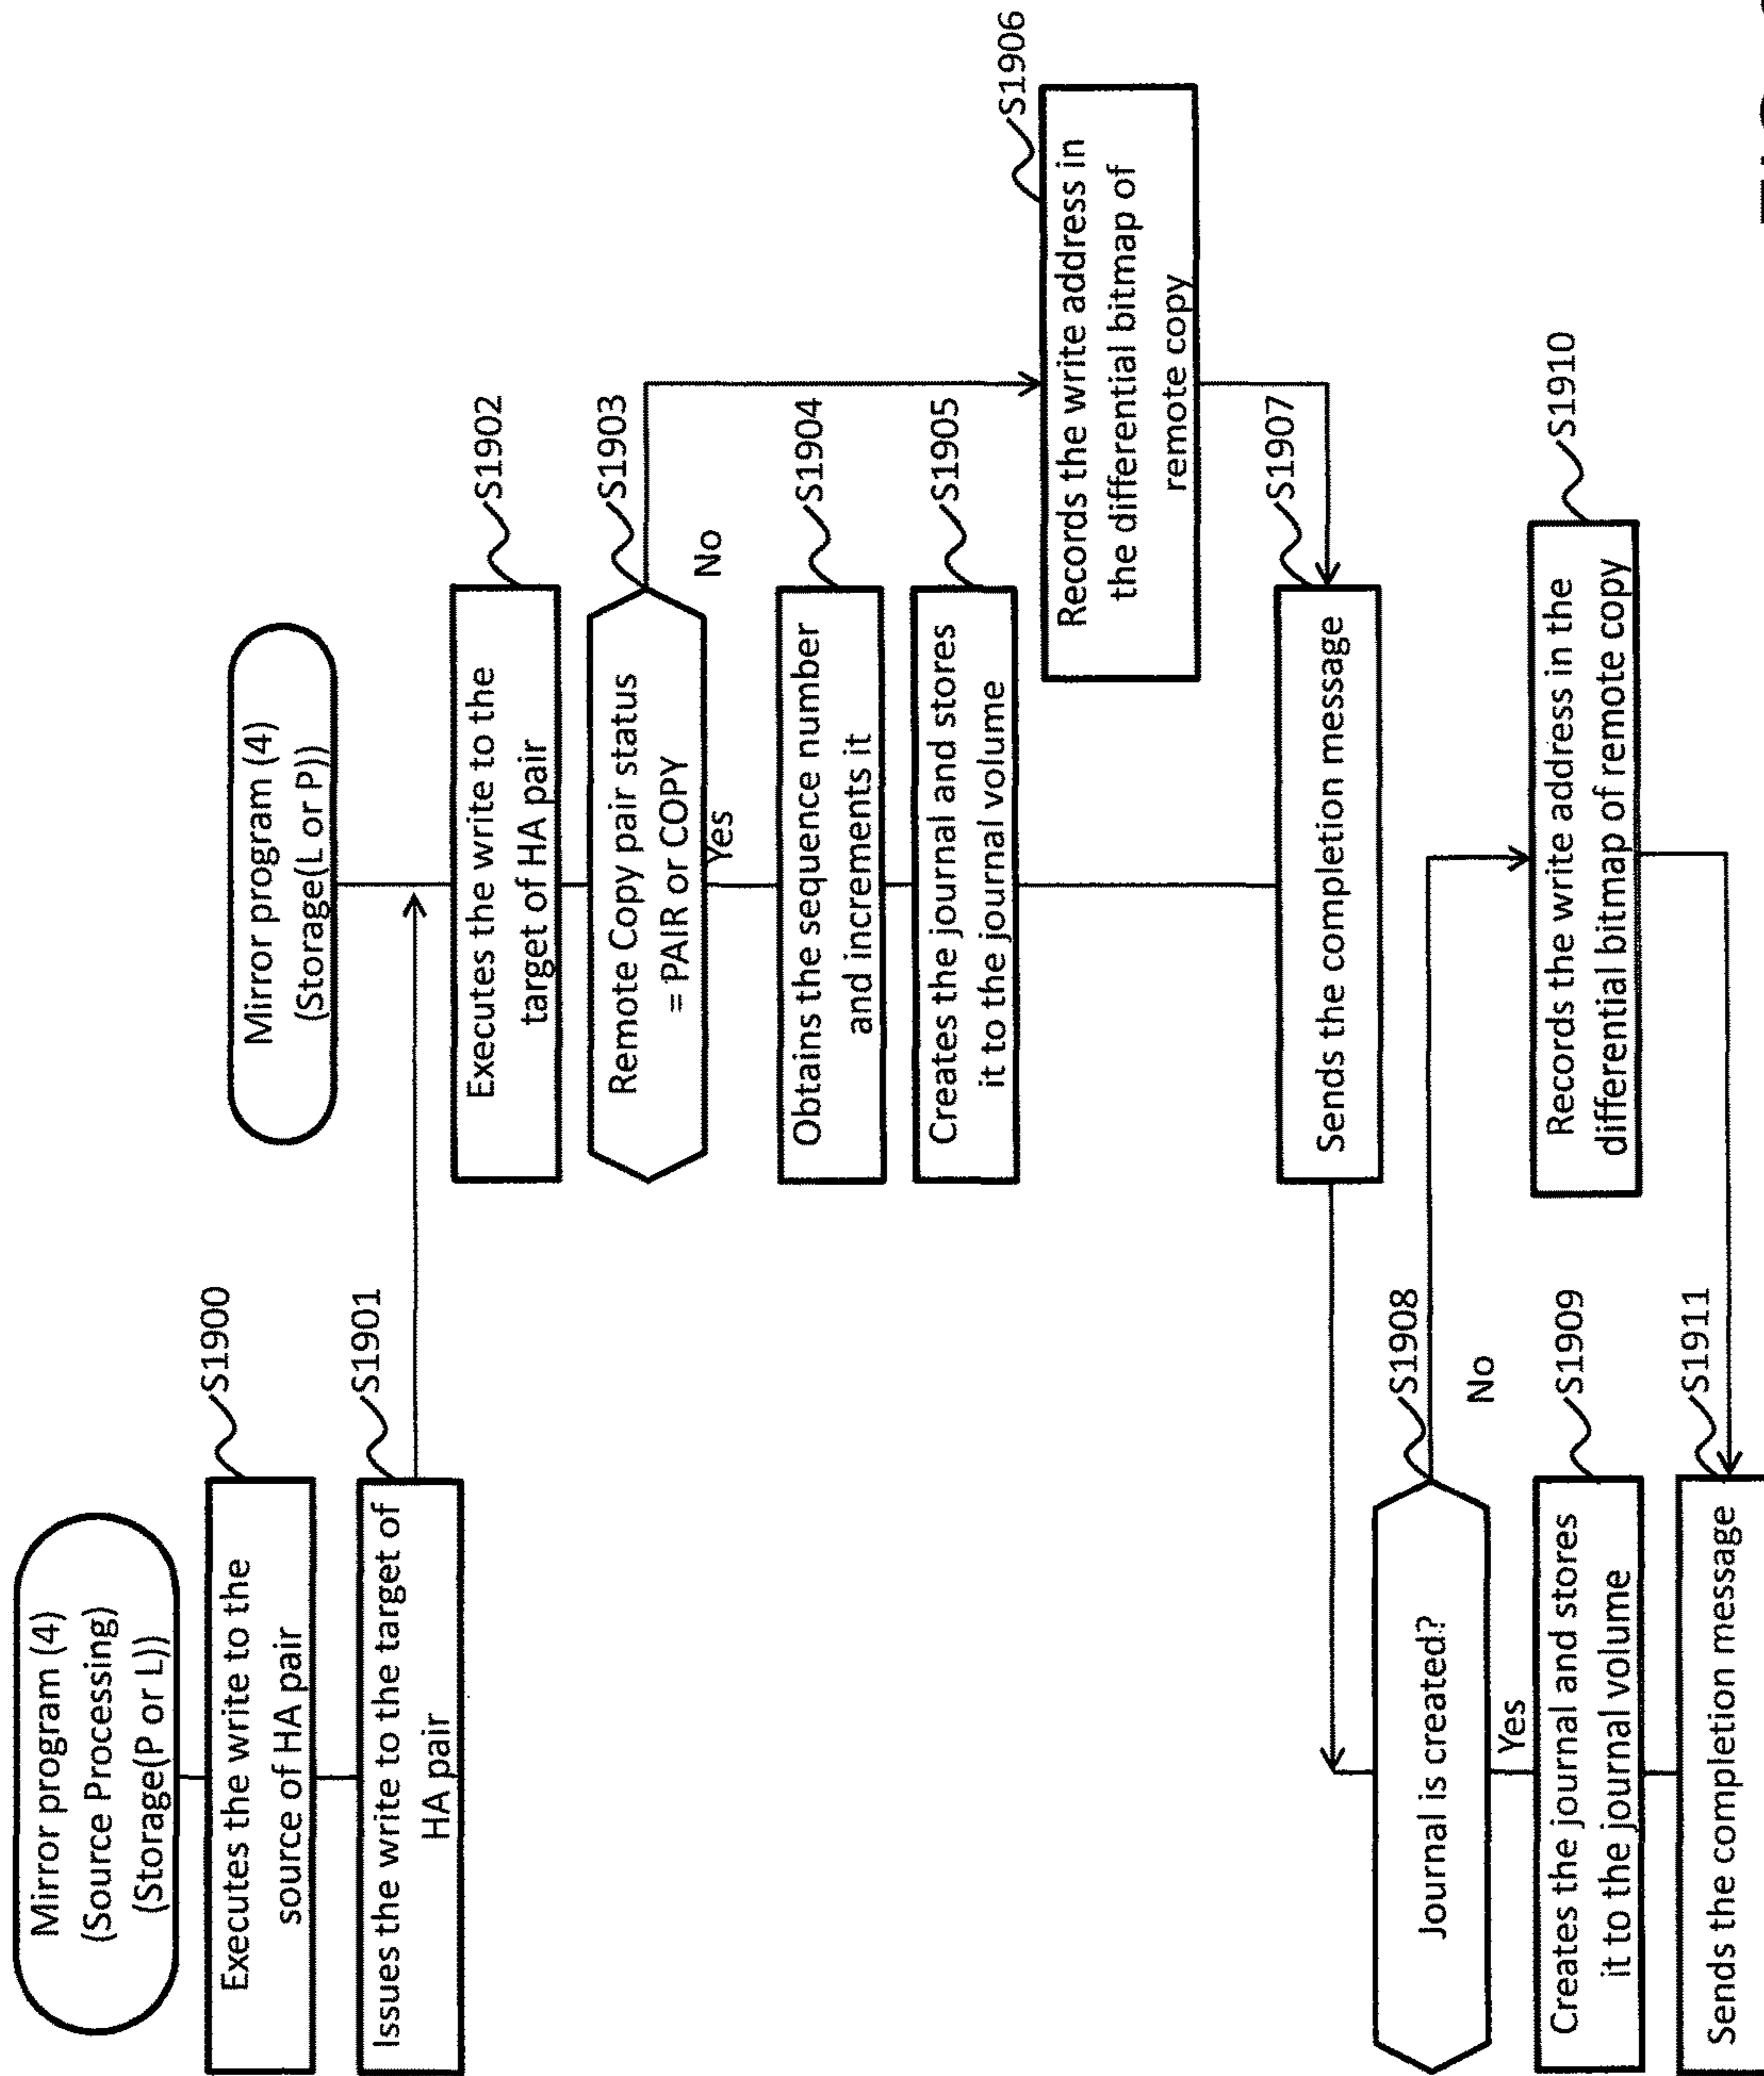 Mirror program (4)
(Source Processing)
(Storage(P or L))
Executes the write to the
source of HA pair
S1900
Issues the write to the target of
HA pair
S1901
Mirror program (4)
(Storage(L or P))
Executes the write to the
target of HA pair
S1902
Remote Copy pair status
= PAIR or COPY
S1903
Yes
No
Obtains the sequence number
and increments it
S1904
Creates the journal and stores
it to the journal volume
S1905
Records the write address in
the differential bitmap of
remote copy
S1906
Sends the completion message
S1907
Journal is created?
S1908
Yes
No
Creates the journal and stores
it to the journal volume
S1909
Records the write address in the
differential bitmap of remote copy
S1910
Sends the completion message
S1911